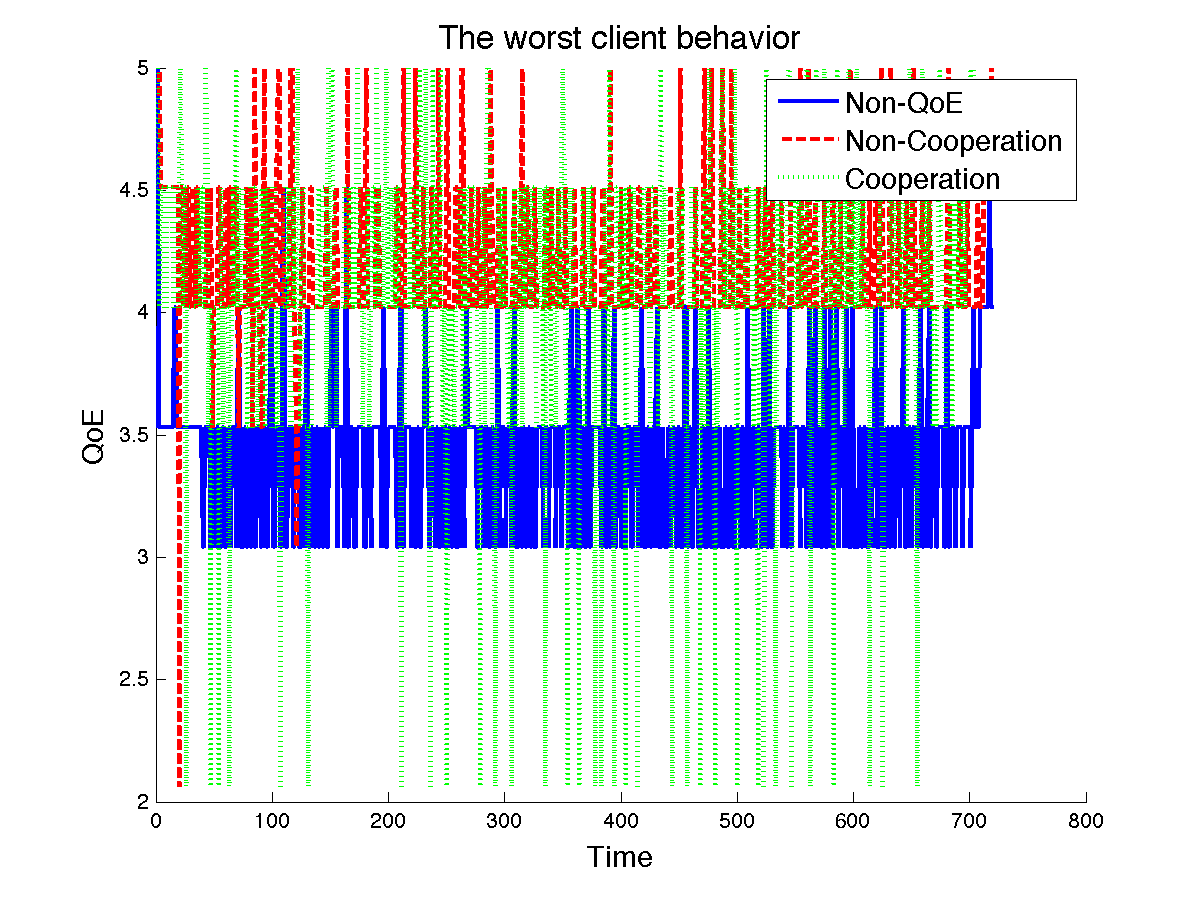 The worst client behavior
5
4.5
4
3.5
3
2.5
2
QoE
Non-QoE
Non-Cooperation
Cooperation
0 100 200 300 400 500 600 700 800
Time